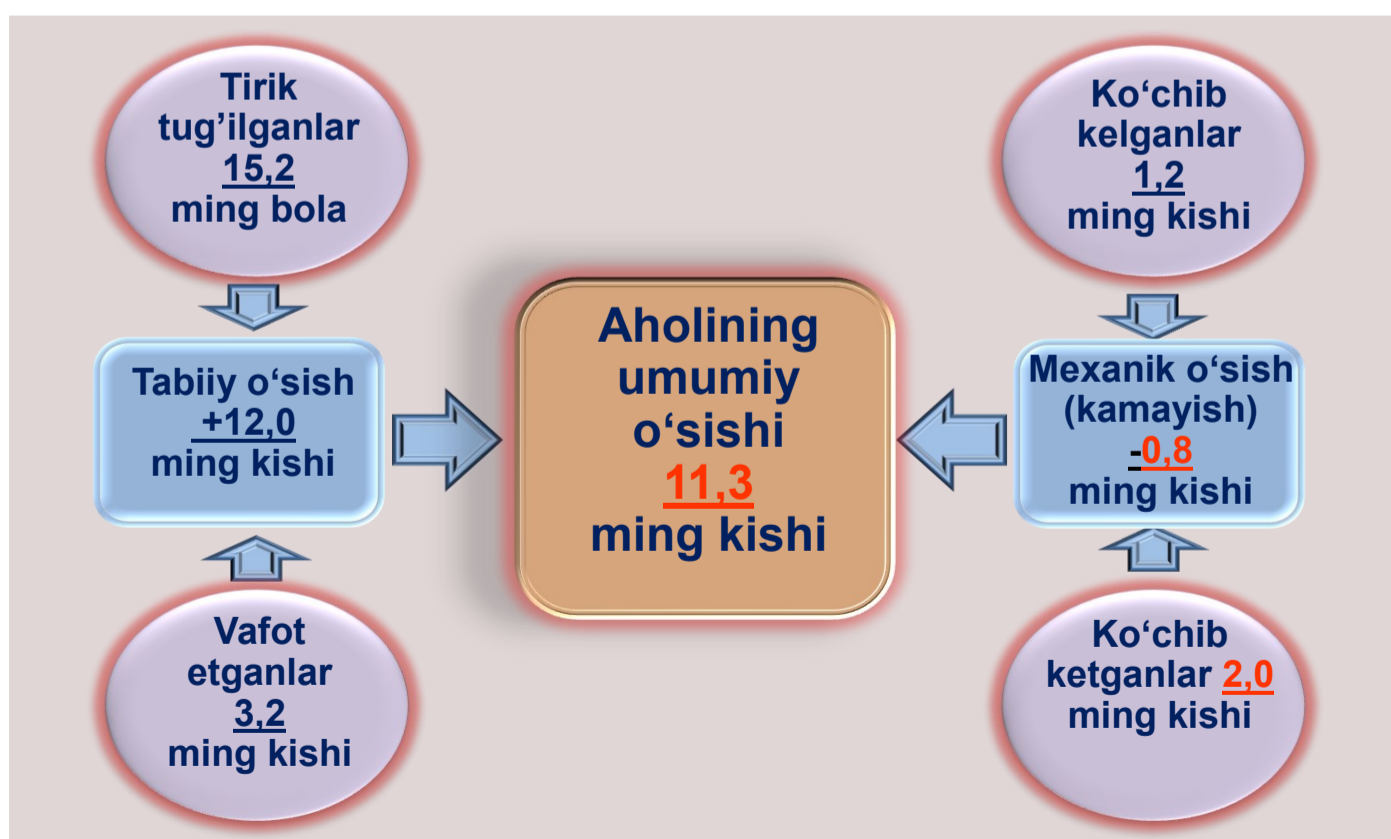 Tirik
tug’ilganlar
15,2
ming bola
Tabiiy o‘sish
+12,0
ming kishi
Vafot
etganlar
3,2
ming kishi
Aholining
umumiy
o‘sishi
11,3
ming kishi
Ko‘chib
kelganlar
1,2
ming kishi
Mexanik o‘sish
(kamayish)
-0,8
ming kishi
Ko‘chib
ketganlar 2,0
ming kishi